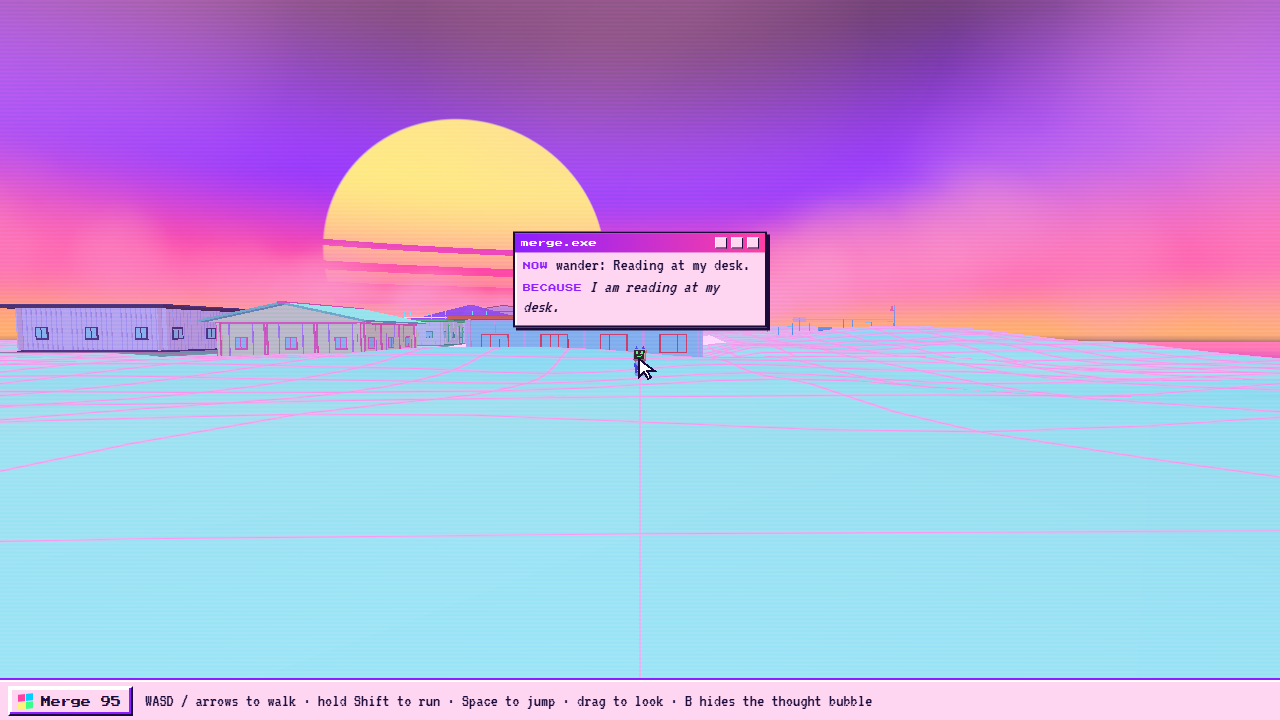 merge.exe
NOW wander: Reading at my desk.
BECAUSE I am reading at my
desk.
Merge 95 WASD / arrows to walk · hold Shift to run · Space to jump · drag to look · B hides the thought bubble